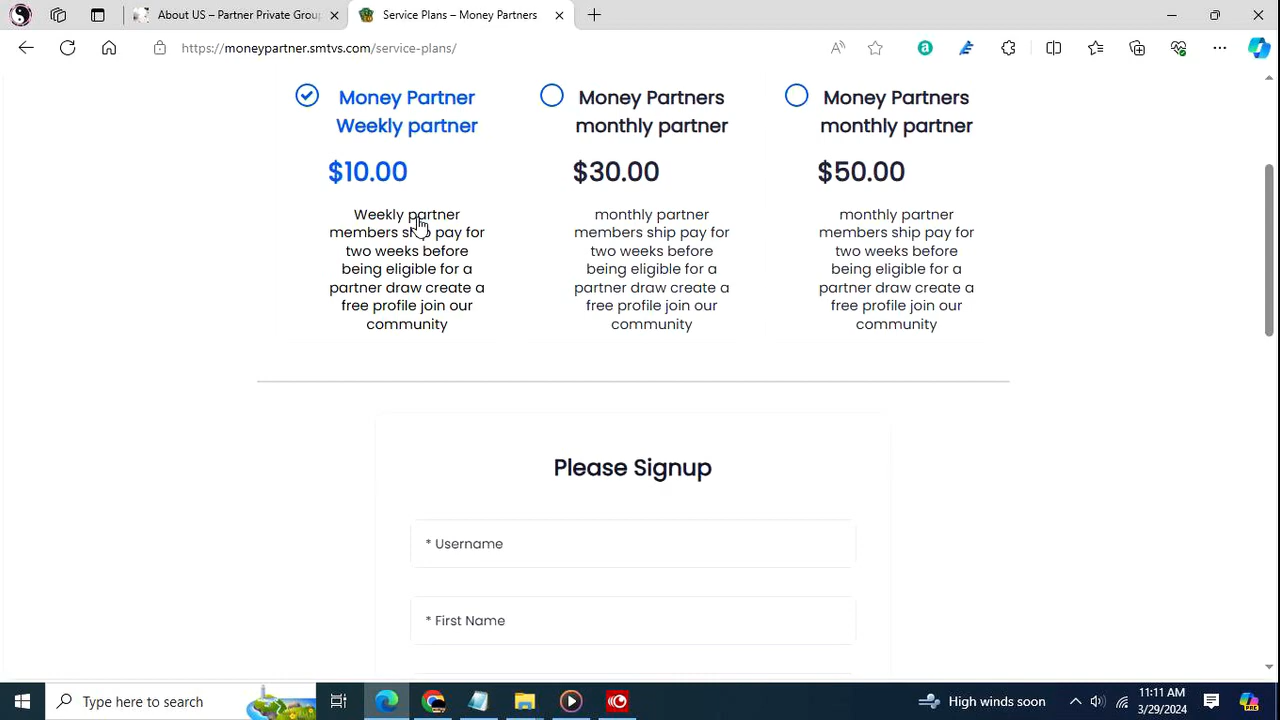 About US – Partner Private Group
Service Plans – Money Partners
https://moneypartner.smtvs.com/service-plans/
Money Partner
Weekly partner
$10.00
Weekly partner
members ship pay for
two weeks before
being eligible for a
partner draw create a
free profile join our
community
Money Partners
monthly partner
$30.00
monthly partner
members ship pay for
two weeks before
being eligible for a
partner draw create a
free profile join our
community
Money Partners
monthly partner
$50.00
monthly partner
members ship pay for
two weeks before
being eligible for a
partner draw create a
free profile join our
community
Please Signup
* Username
* First Name
Type here to search
High winds soon
11:11 AM
3/29/2024